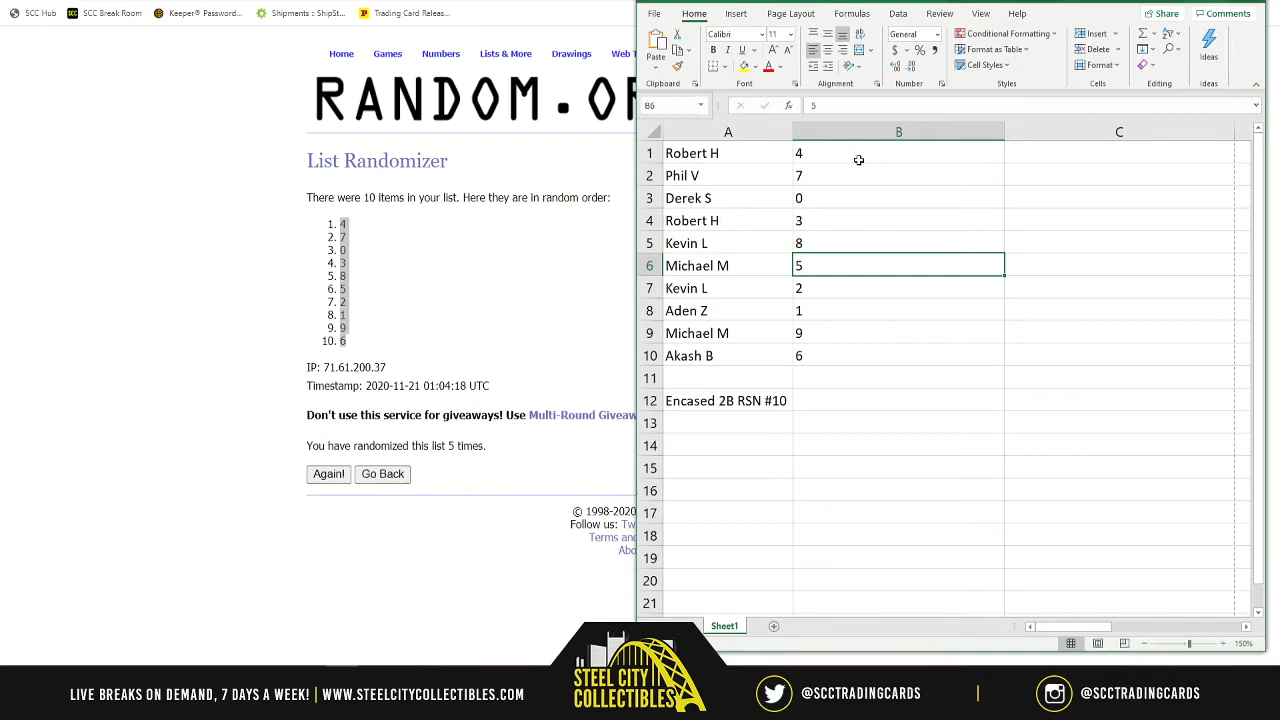 SCC Hub SCC Break Room Keeper® Password... Shipments :: ShipSt... Trading Card Releas...
Home Games Numbers Lists & More Drawings Web T
RANDOM.OR
List Randomizer
There were 10 items in your list. Here they are in random order:
1. 4
2. 7
3. 0
4. 3
5. 8
6. 5
7. 2
8. 1
9. 9
10. 6
IP: 71.61.200.37
Timestamp: 2020-11-21 01:04:18 UTC
Don't use this service for giveaways! Use Multi-Round Giveaw
You have randomized this list 5 times.
Again! Go Back
© 1998-2020
Follow us: Tw
Terms and
Abo
File Home Insert Page Layout Formulas Data Review View Help Share Comments
Paste Calibri 11 General Conditional Formatting Insert
B I U Format as Table Delete Ideas
Cell Styles Format
Clipboard Font Alignment Number Styles Cells Editing Ideas
B6 fx 5
A B C
1 Robert H 4
2 Phil V 7
3 Derek S 0
4 Robert H 3
5 Kevin L 8
6 Michael M 5
7 Kevin L 2
8 Aden Z 1
9 Michael M 9
10 Akash B 6
11
12 Encased 2B RSN #10
13
14
15
16
17
18
19
20
21
Sheet1
150%
LIVE BREAKS ON DEMAND, 7 DAYS A WEEK! | WWW.STEELCITYCOLLECTIBLES.COM
STEEL CITY
COLLECTIBLES
@SCCTRADINGCARDS | @SCCTRADINGCARDS